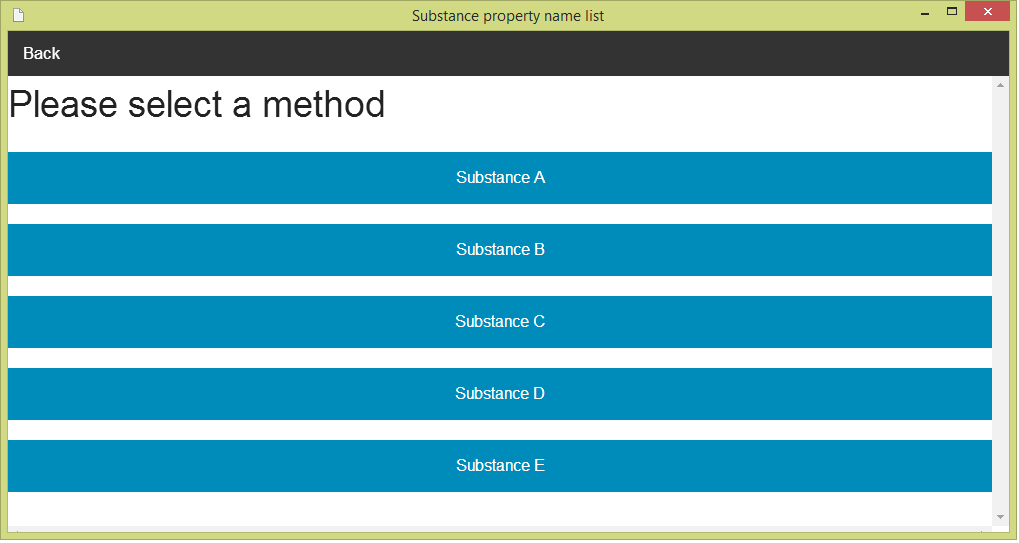 Substance property name list
Back
Please select a method
Substance A
Substance B
Substance C
Substance D
Substance E